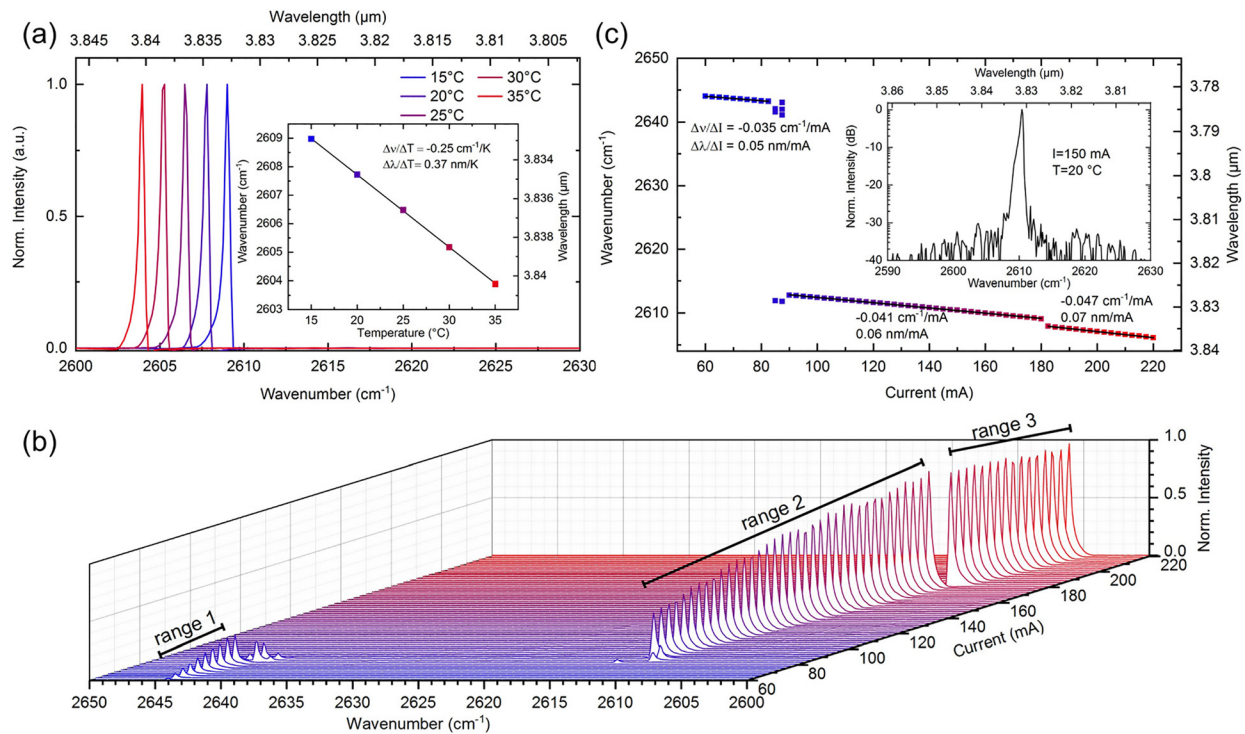 (a)
Wavelength (µm)
3.845 3.84 3.835 3.83 3.825 3.82 3.815 3.81 3.805
Norm. Intensity (a.u.)
1.0
0.5
0.0
15°C 30°C
20°C 35°C
25°C
Δν/ΔT = -0.25 cm⁻¹/K
Δλ/ΔT= 0.37 nm/K
Wavenumber (cm⁻¹)
2609
2608
2607
2606
2605
2604
2603
15 20 25 30 35
Temperature (°C)
3.834
3.836
3.838
3.84
Wavelength (µm)
2600 2605 2610 2615 2620 2625 2630
Wavenumber (cm⁻¹)
(c)
Wavenumber (cm⁻¹)
2650
2640
2630
2620
2610
Δν/ΔI = -0.035 cm⁻¹/mA
Δλ/ΔI = 0.05 nm/mA
Wavelength (µm)
3.86 3.85 3.84 3.83 3.82 3.81
Norm. Intensity (dB)
0
-10
-20
-30
-40
I=150 mA
T=20 °C
2590 2600 2610 2620 2630
Wavenumber (cm⁻¹)
-0.041 cm⁻¹/mA
0.06 nm/mA
-0.047 cm⁻¹/mA
0.07 nm/mA
3.78
3.79
3.8
3.81
3.82
3.83
3.84
Wavelength (µm)
60 80 100 120 140 160 180 200 220
Current (mA)
(b)
range 1
range 2
range 3
1.0
0.5
0.0
Norm. Intensity
2650 2645 2640 2635 2630 2625 2620 2615 2610 2605 2600
Wavenumber (cm⁻¹)
60 80 100 120 140 160 180 200 220
Current (mA)